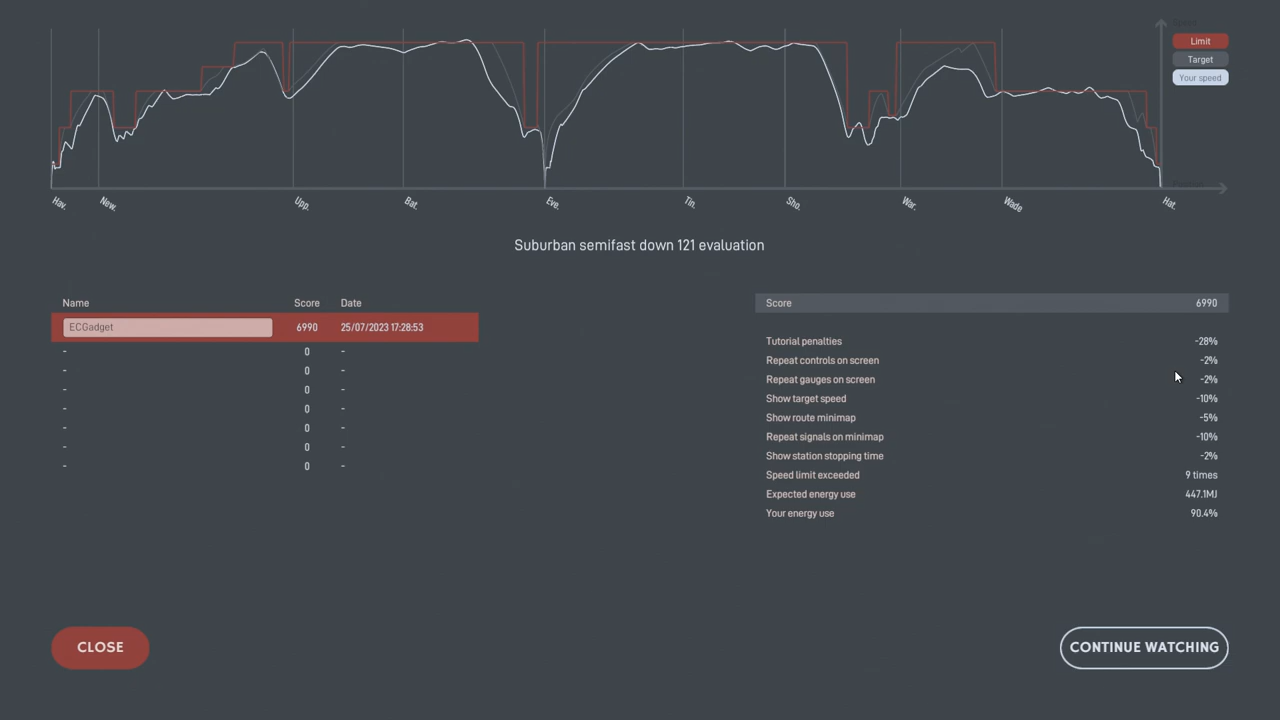 Limit
Target
Your speed
Hav.
New.
Upp.
Bat.
Eve.
Tin.
Sho.
War.
Wade
Hat.
Suburban semifast down 121 evaluation
Name Score Date
ECGadget 6990 25/07/2023 17:28:53
- 0 -
- 0 -
- 0 -
- 0 -
- 0 -
- 0 -
- 0 -
Score 6990
Tutorial penalties -28%
Repeat controls on screen -2%
Repeat gauges on screen -2%
Show target speed -10%
Show route minimap -5%
Repeat signals on minimap -10%
Show station stopping time -2%
Speed limit exceeded 9 times
Expected energy use 447.1MJ
Your energy use 90.4%
CLOSE
CONTINUE WATCHING